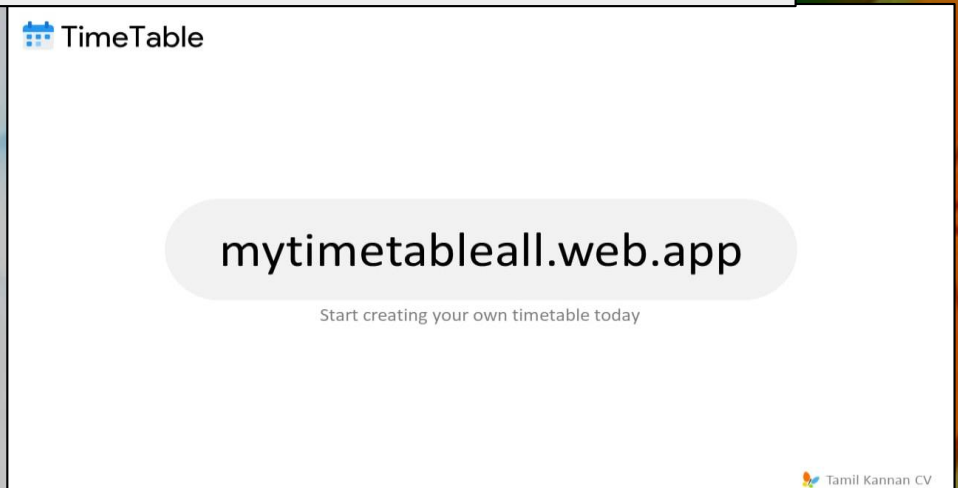 TimeTable
mytimetableall.web.app
Start creating your own timetable today
Tamil Kannan CV